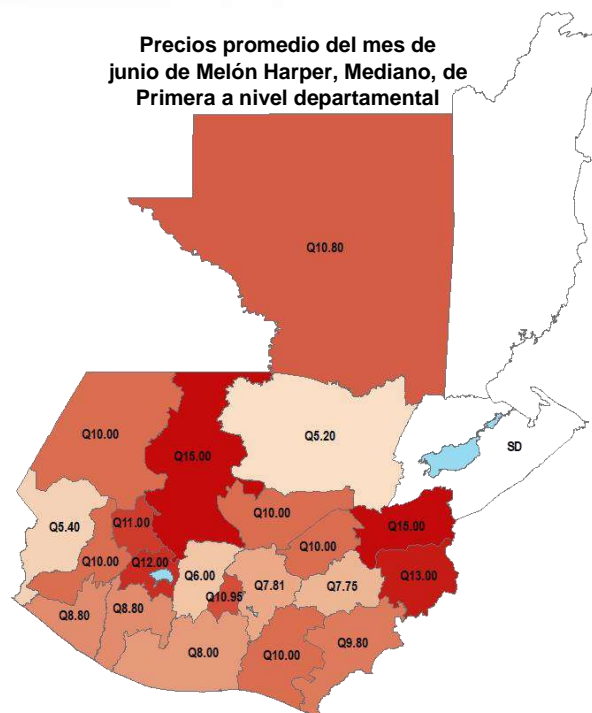 Precios promedio del mes de
junio de Melón Harper, Mediano, de
Primera a nivel departamental
Q10.80
Q10.00
Q5.20
Q15.00
SD
Q5.40
Q11.00
Q10.00
Q15.00
Q10.00
Q12.00
Q10.00
Q6.00
Q7.81
Q7.75
Q13.00
Q10.95
Q8.80
Q8.80
Q9.80
Q8.00
Q10.00